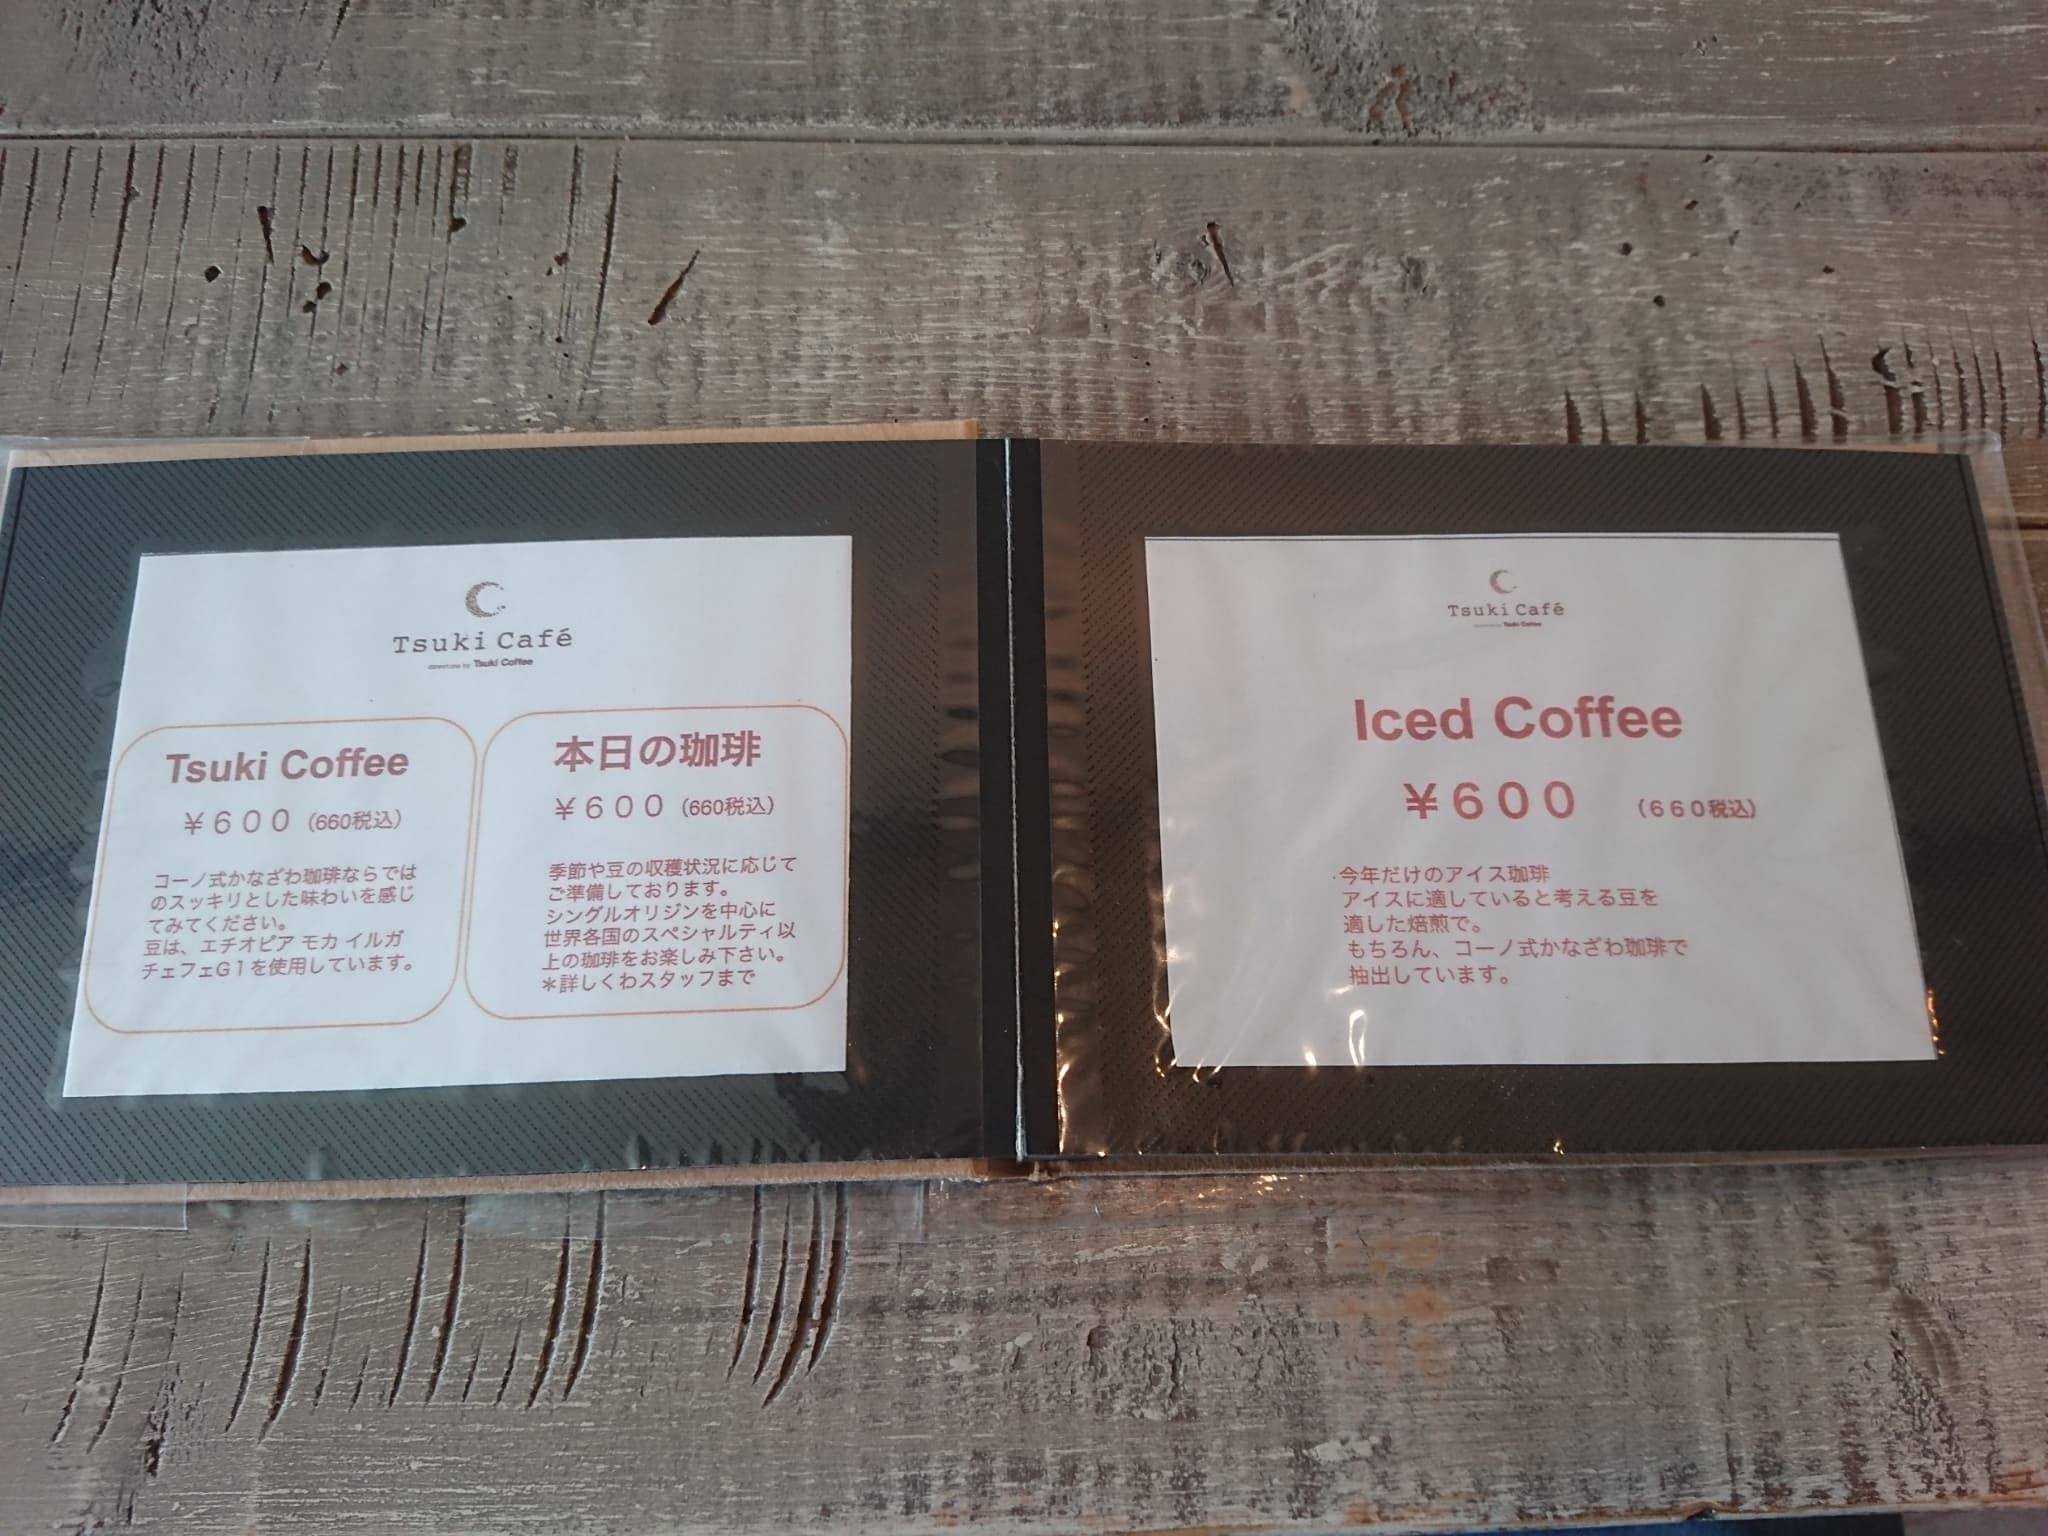 Tsuki Café
Tsuki Coffee
Tsuki Coffee
¥600 (660税込)
コーノ式かなざわ珈琲ならでは
のスッキリとした味わいを感じ
てみてください。
豆は、エチオピア モカ イルガ
チェフェG1を使用しています。
本日の珈琲
¥600 (660税込)
季節や豆の収穫状況に応じて
ご準備しております。
シングルオリジンを中心に
世界各国のスペシャルティ以
上の珈琲をお楽しみ下さい。
*詳しくわスタッフまで
Tsuki Café
Tsuki Coffee
Iced Coffee
¥600 (660税込)
今年だけのアイス珈琲
アイスに適していると考える豆を
適した焙煎で。
もちろん、コーノ式かなざわ珈琲で
抽出しています。